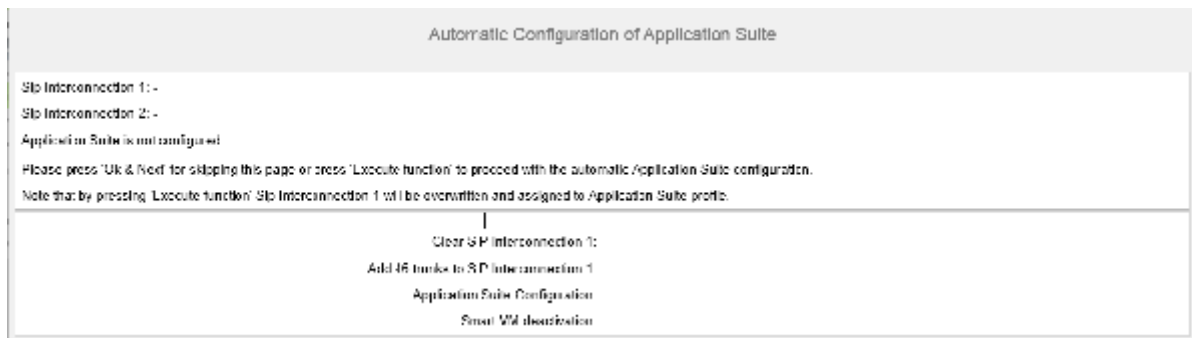 Automatic Configuration of Application Suite
Sip Interconnection 1: -
Sip Interconnection 2: -
Application Suite is not configured
Please press 'Ok & Next' for skipping this page or press 'Execute function' to proceed with the automatic Application Suite configuration.
Note that by pressing 'Execute function' Sip Interconnection 1 will be overwritten and assigned to Application Suite profile.
Clear SIP Interconnection 1:
Add trunks to SIP Interconnection 1
Application Suite Configuration
Smart VM deactivation